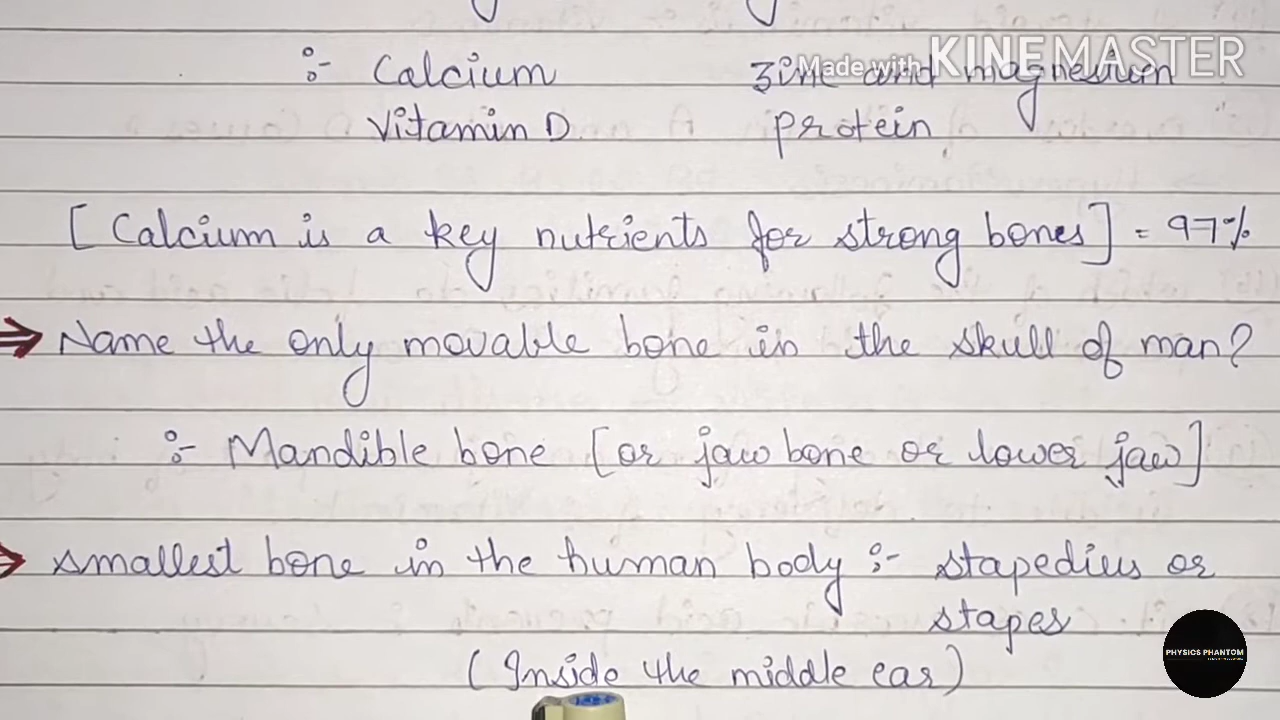 Made with KINEMASTER
:- Calcium Zinc and magnesium
Vitamin D Protein
[Calcium is a key nutrients for strong bones] = 97%
⇒ Name the only movable bone in the skull of man?
:- Mandible bone [or jaw bone or lower jaw]
⇒ smallest bone in the human body :- stapedius or
stapes
PHYSICS PHANTOM
(Inside the middle ear)